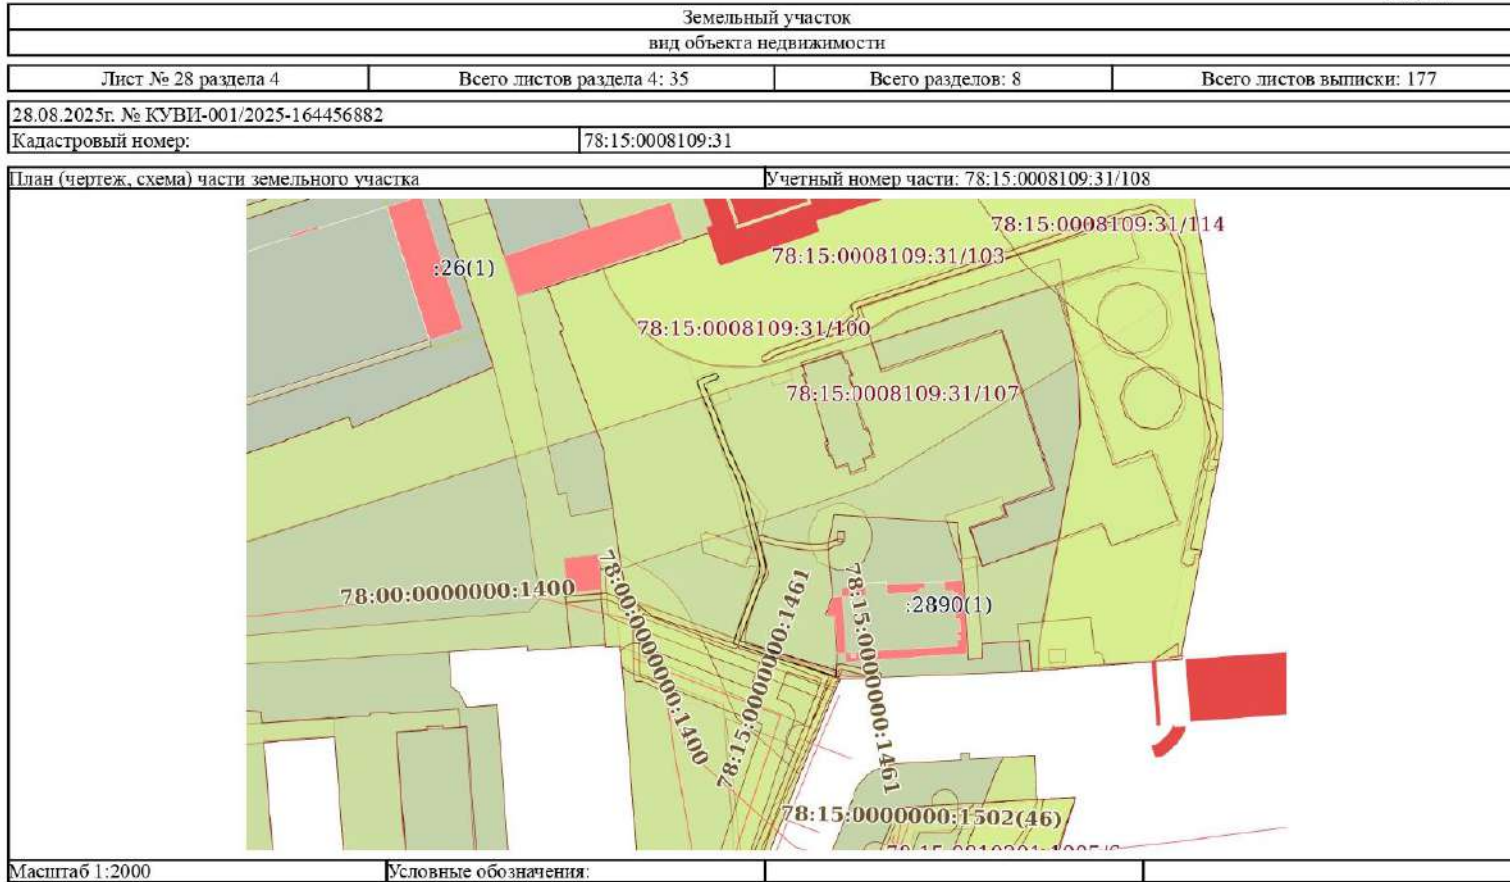 Земельный участок
вид объекта недвижимости
Лист № 28 раздела 4 Всего листов раздела 4: 35 Всего разделов: 8 Всего листов выписки: 177
28.08.2025г. № КУВИ-001/2025-164456882
Кадастровый номер: 78:15:0008109:31
План (чертеж, схема) части земельного участка Учетный номер части: 78:15:0008109:31/108
78:15:0008109:31/114
78:15:0008109:31/103
:26(1)
78:15:0008109:31/100
78:15:0008109:31/107
78:00:0000000:1400
78:00:0000000:1400
78:15:0000000:1461
78:15:0000000:1461
:2890(1)
78:15:0000000:1502(46)
Масштаб 1:2000 Условные обозначения: